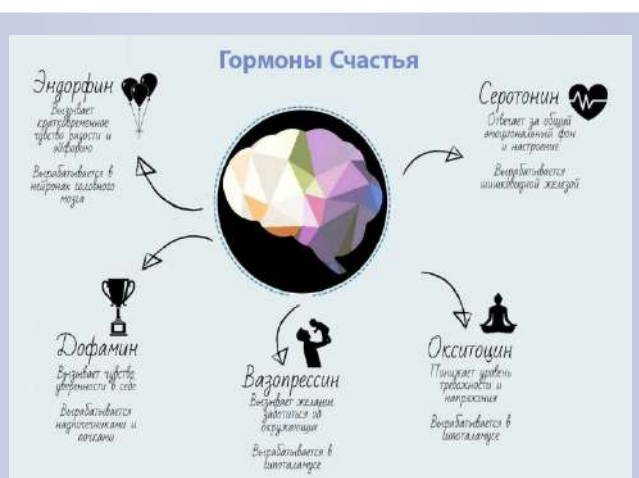 Гормоны Счастья
Эндорфин
Вызывает
кратковременное
чувство радости и
эйфорию
Вырабатывается в
нейронах головного
мозга
Серотонин
Отвечает за общий
эмоциональный фон
и настроение
Вырабатывается
шишковидной железой
Дофамин
Вызывает чувство
уверенности в себе
Вырабатывается
надпочечниками и
почками
Вазопрессин
Вызывает желание
заботиться об
окружающих
Вырабатывается в
гипоталамусе
Окситоцин
Понижает уровень
тревожности и
напряжения
Вырабатывается в
гипоталамусе